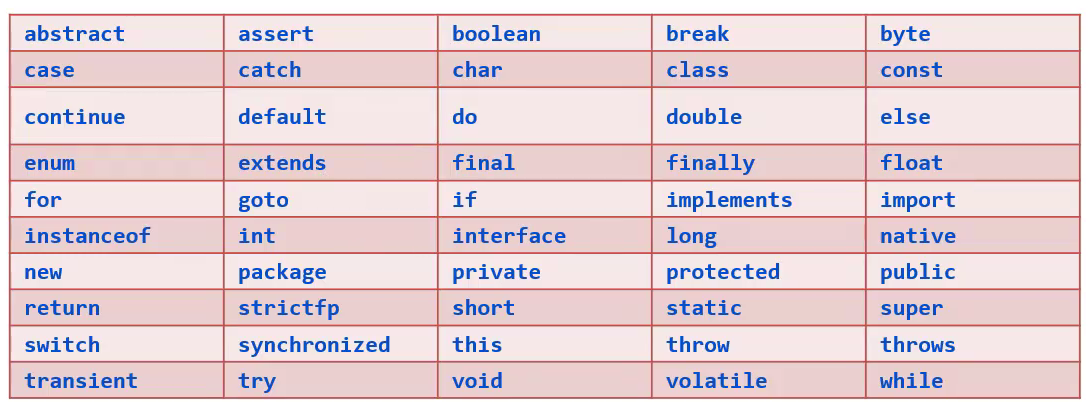 abstract assert boolean break byte
case catch char class const
continue default do double else
enum extends final finally float
for goto if implements import
instanceof int interface long native
new package private protected public
return strictfp short static super
switch synchronized this throw throws
transient try void volatile while